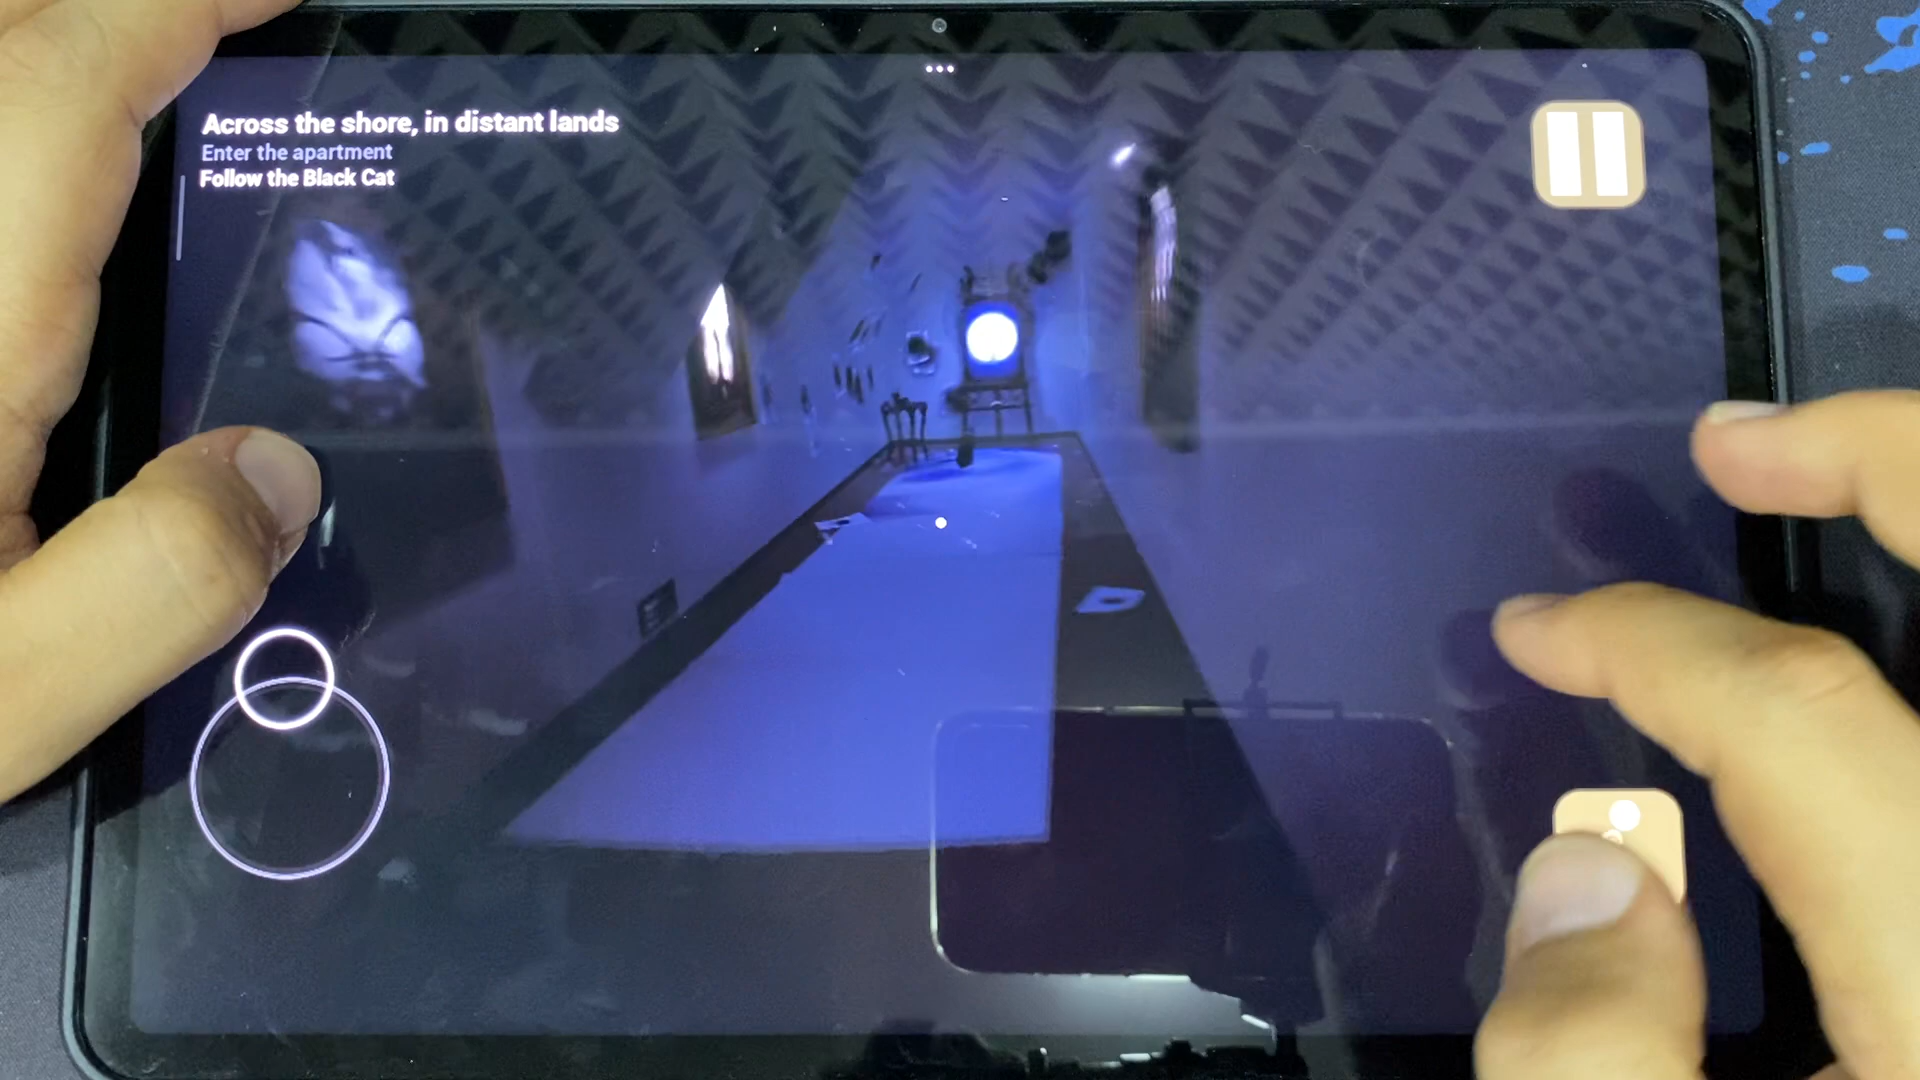 Across the shore, in distant lands
Enter the apartment
Follow the Black Cat